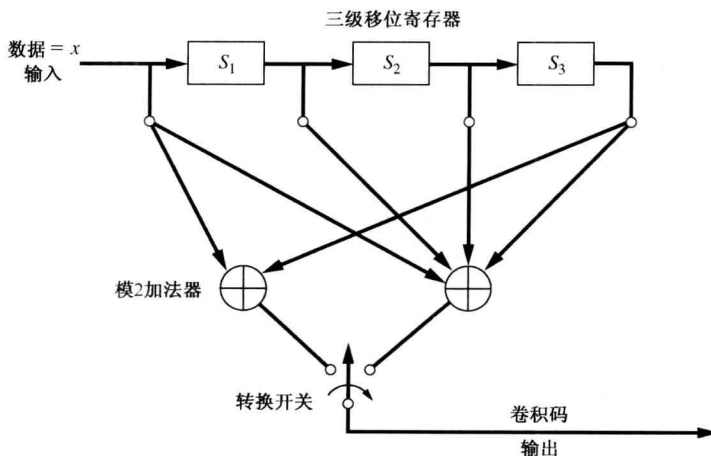 三级移位寄存器
数据 = x
输入
S1
S2
S3
模2加法器
转换开关
卷积码
输出